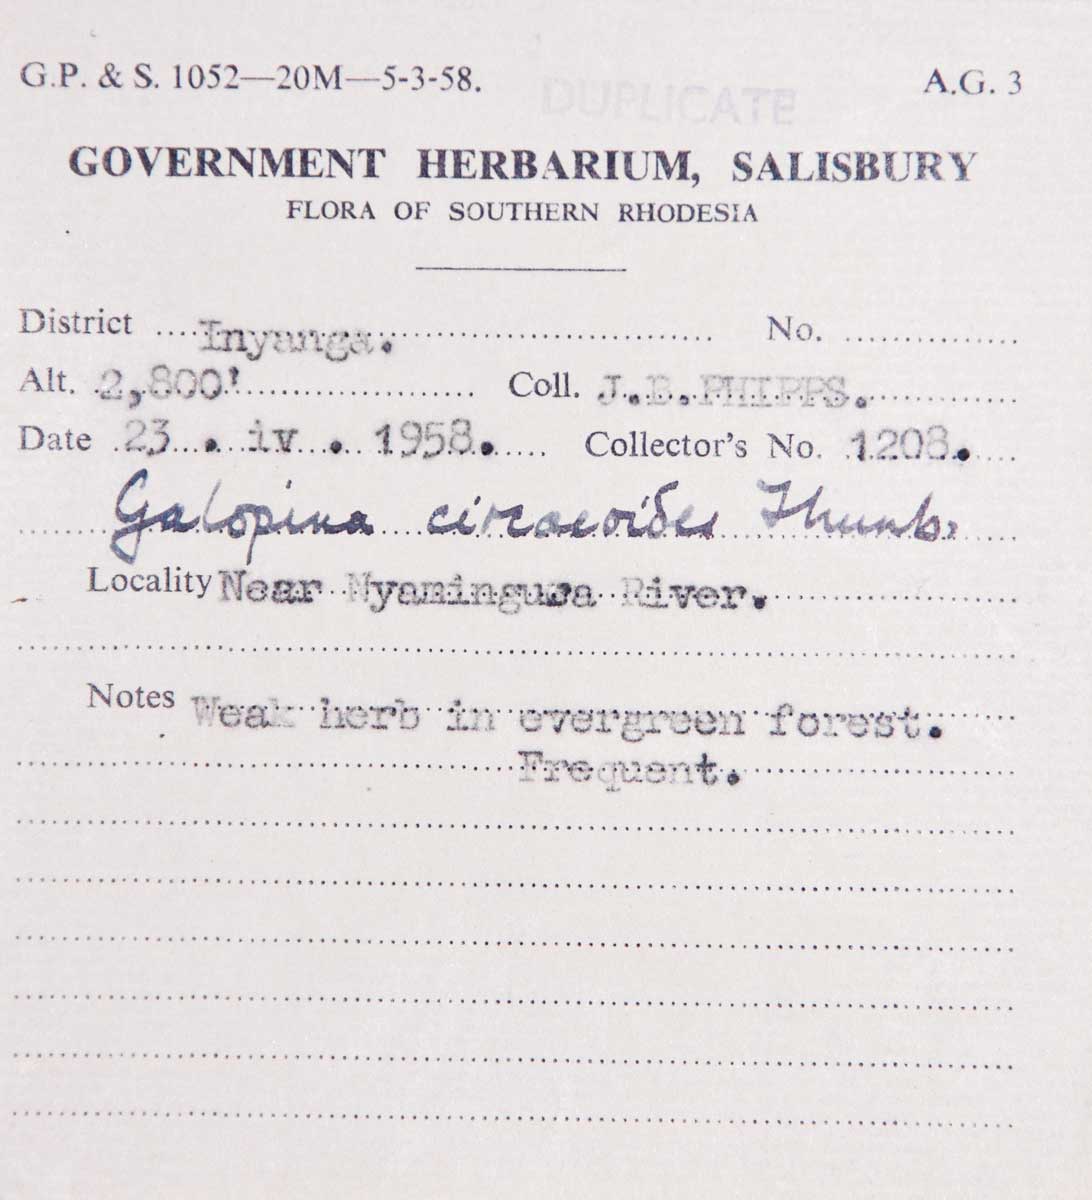 G.P. & S. 1052—20M—5-3-58. A.G. 3
DUPLICATE
GOVERNMENT HERBARIUM, SALISBURY
FLORA OF SOUTHERN RHODESIA
District Inyanga. No.
Alt. 2,800' Coll. J.B.PHIPPS.
Date 23 . iv . 1958. Collector's No. 1208.
Galopina circaeoides Thunb.
Locality Near Nyamingura River.
Notes Weak herb in evergreen forest.
Frequent.